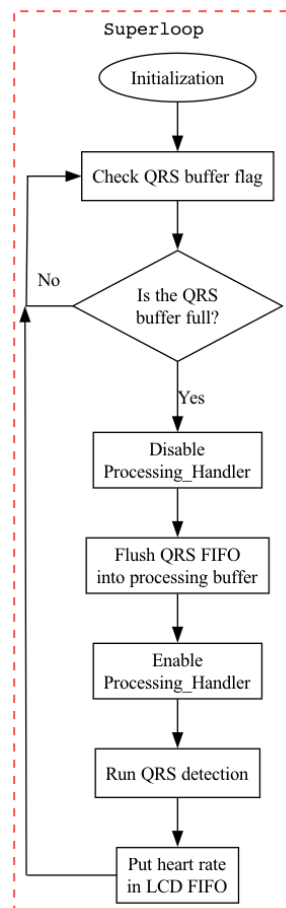 Superloop
Initialization
Check QRS buffer flag
No
Is the QRS
buffer full?
Yes
Disable
Processing_Handler
Flush QRS FIFO
into processing buffer
Enable
Processing_Handler
Run QRS detection
Put heart rate
in LCD FIFO